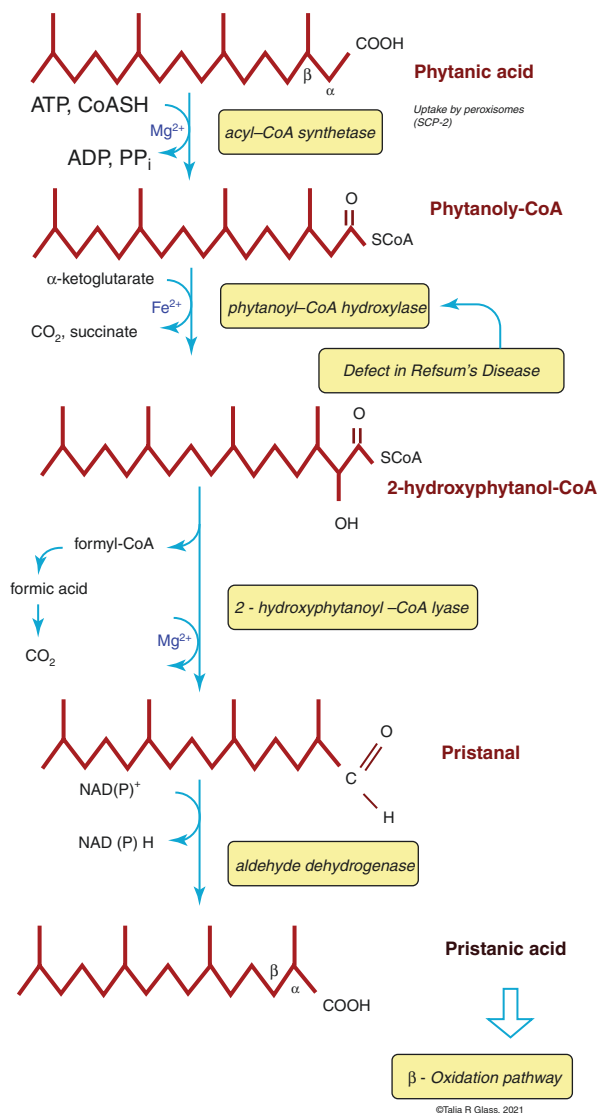 COOH
β
α
Phytanic acid
ATP, CoASH
Mg2+
ADP, PPi
acyl–CoA synthetase
Uptake by peroxisomes
(SCP-2)
O
SCoA
Phytanoly-CoA
α-ketoglutarate
Fe2+
CO2, succinate
phytanoyl–CoA hydroxylase
Defect in Refsum's Disease
O
SCoA
OH
2-hydroxyphytanol-CoA
formyl-CoA
formic acid
CO2
Mg2+
2 - hydroxyphytanoyl –CoA lyase
O
C
H
Pristanal
NAD(P)+
NAD (P) H
aldehyde dehydrogenase
β
α
COOH
Pristanic acid
β - Oxidation pathway
©Talia R Glass, 2021